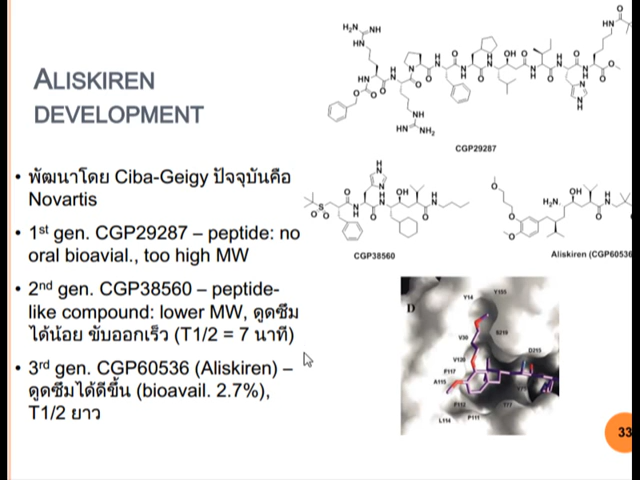 ALISKIREN
DEVELOPMENT
• พัฒนาโดย Ciba-Geigy ปัจจุบันคือ
Novartis
• 1st gen. CGP29287 – peptide: no
oral bioavial., too high MW
• 2nd gen. CGP38560 – peptide-
like compound: lower MW, ดูดซึม
ได้น้อย ขับออกเร็ว (T1/2 = 7 นาที)
• 3rd gen. CGP60536 (Aliskiren) –
ดูดซึมได้ดีขึ้น (bioavail. 2.7%),
T1/2 ยาว
CGP29287
CGP38560
Aliskiren (CGP60536
D
Y14
Y155
V30
S219
V120
D215
F117
A115
P112
L114
P111
33